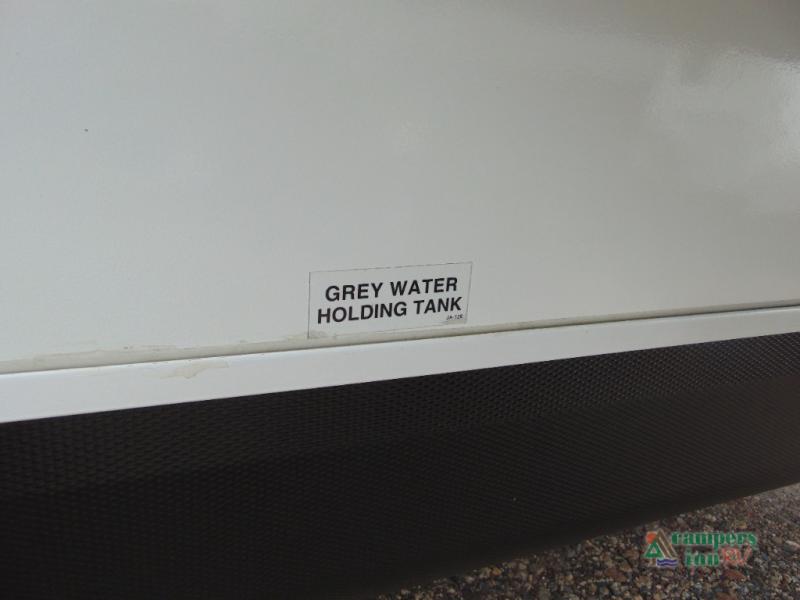 GREY WATER
HOLDING TANK
campers
inn RV